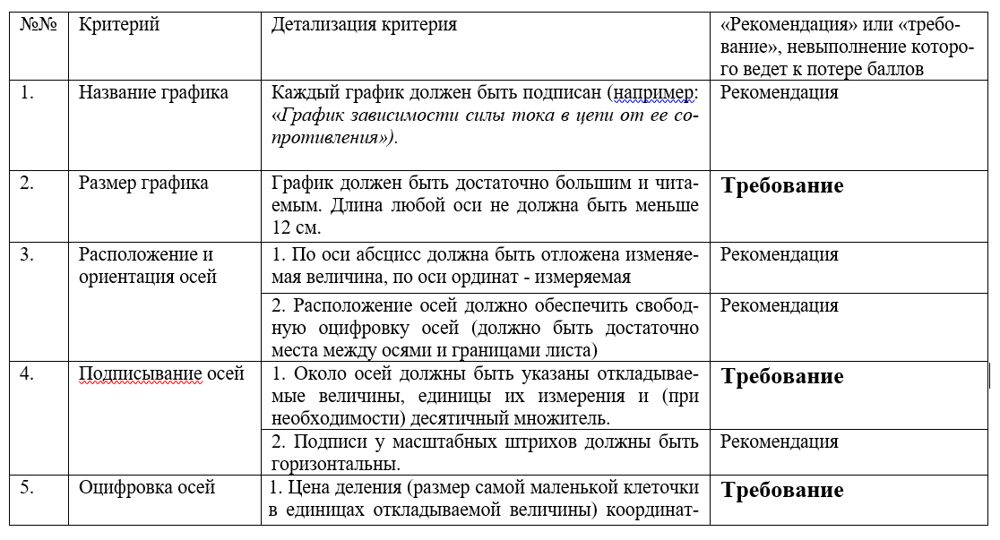 №№
Критерий
Детализация критерия
«Рекомендация» или «требо-
вание», невыполнение которо-
го ведет к потере баллов
1.
Название графика
Каждый график должен быть подписан (например:
«График зависимости силы тока в цепи от ее со-
противления»).
Рекомендация
2.
Размер графика
График должен быть достаточно большим и чита-
емым. Длина любой оси не должна быть меньше
12 см.
Требование
3.
Расположение и
ориентация осей
1. По оси абсцисс должна быть отложена изменяе-
мая величина, по оси ординат - измеряемая
Рекомендация
2. Расположение осей должно обеспечить свобод-
ную оцифровку осей (должно быть достаточно
места между осями и границами листа)
Рекомендация
4.
Подписывание осей
1. Около осей должны быть указаны откладывае-
мые величины, единицы их измерения и (при
необходимости) десятичный множитель.
Требование
2. Подписи у масштабных штрихов должны быть
горизонтальны.
Рекомендация
5.
Оцифровка осей
1. Цена деления (размер самой маленькой клеточки
в единицах откладываемой величины) координат-
Требование